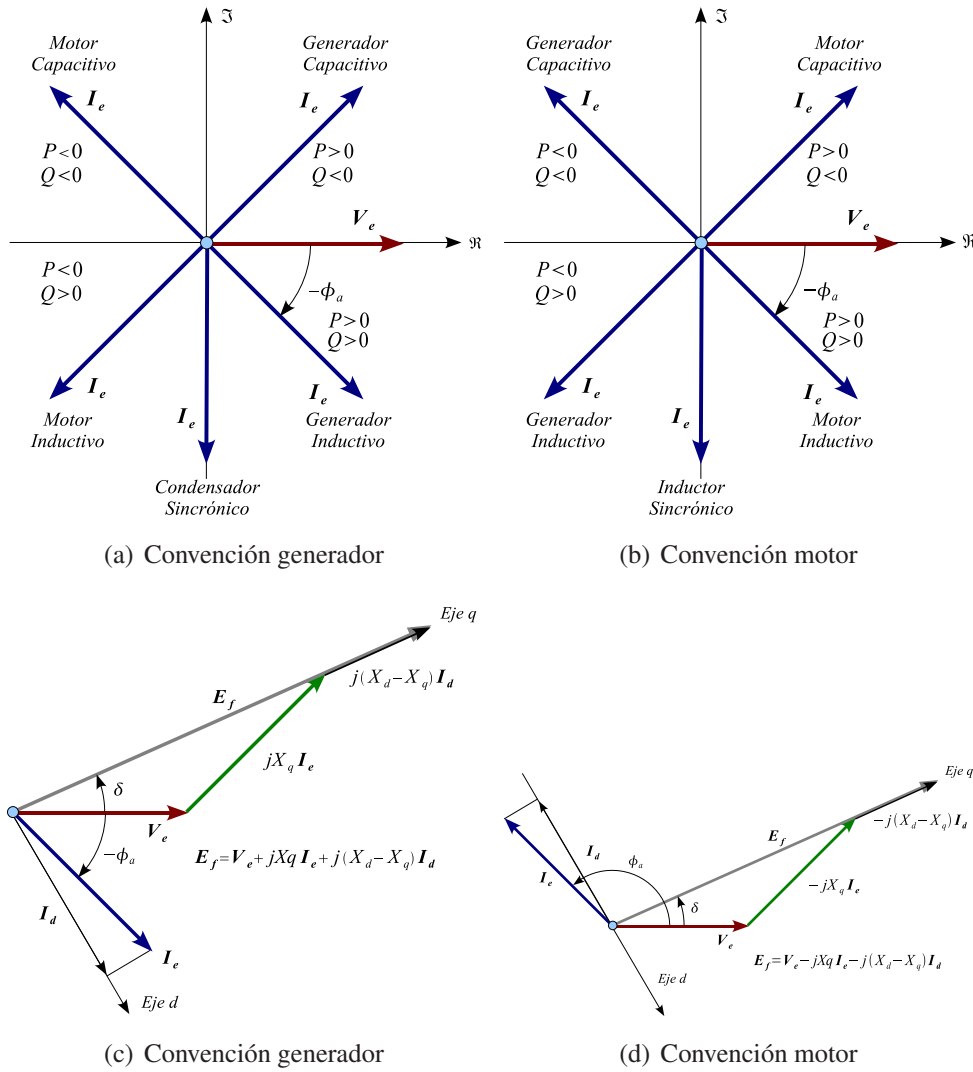 ℑ
Motor
Capacitivo
Generador
Capacitivo
I_e
I_e
P<0
Q<0
P>0
Q<0
V_e
ℜ
P<0
Q>0
−ϕ_a
P>0
Q>0
I_e
I_e
I_e
Motor
Inductivo
Generador
Inductivo
Condensador
Sincrónico
(a) Convención generador
ℑ
Generador
Capacitivo
Motor
Capacitivo
I_e
I_e
P<0
Q<0
P>0
Q<0
V_e
ℜ
P<0
Q>0
−ϕ_a
P>0
Q>0
I_e
I_e
I_e
Generador
Inductivo
Motor
Inductivo
Inductor
Sincrónico
(b) Convención motor
Eje q
j(X_d−X_q)I_d
E_f
jX_q I_e
δ
V_e
−ϕ_a
E_f=V_e+jXq I_e+j(X_d−X_q)I_d
I_d
I_e
Eje d
(c) Convención generador
Eje q
−j(X_d−X_q)I_d
E_f
I_d
ϕ_a
I_e
−jX_q I_e
δ
V_e
E_f=V_e−jXq I_e−j(X_d−X_q)I_d
Eje d
(d) Convención motor